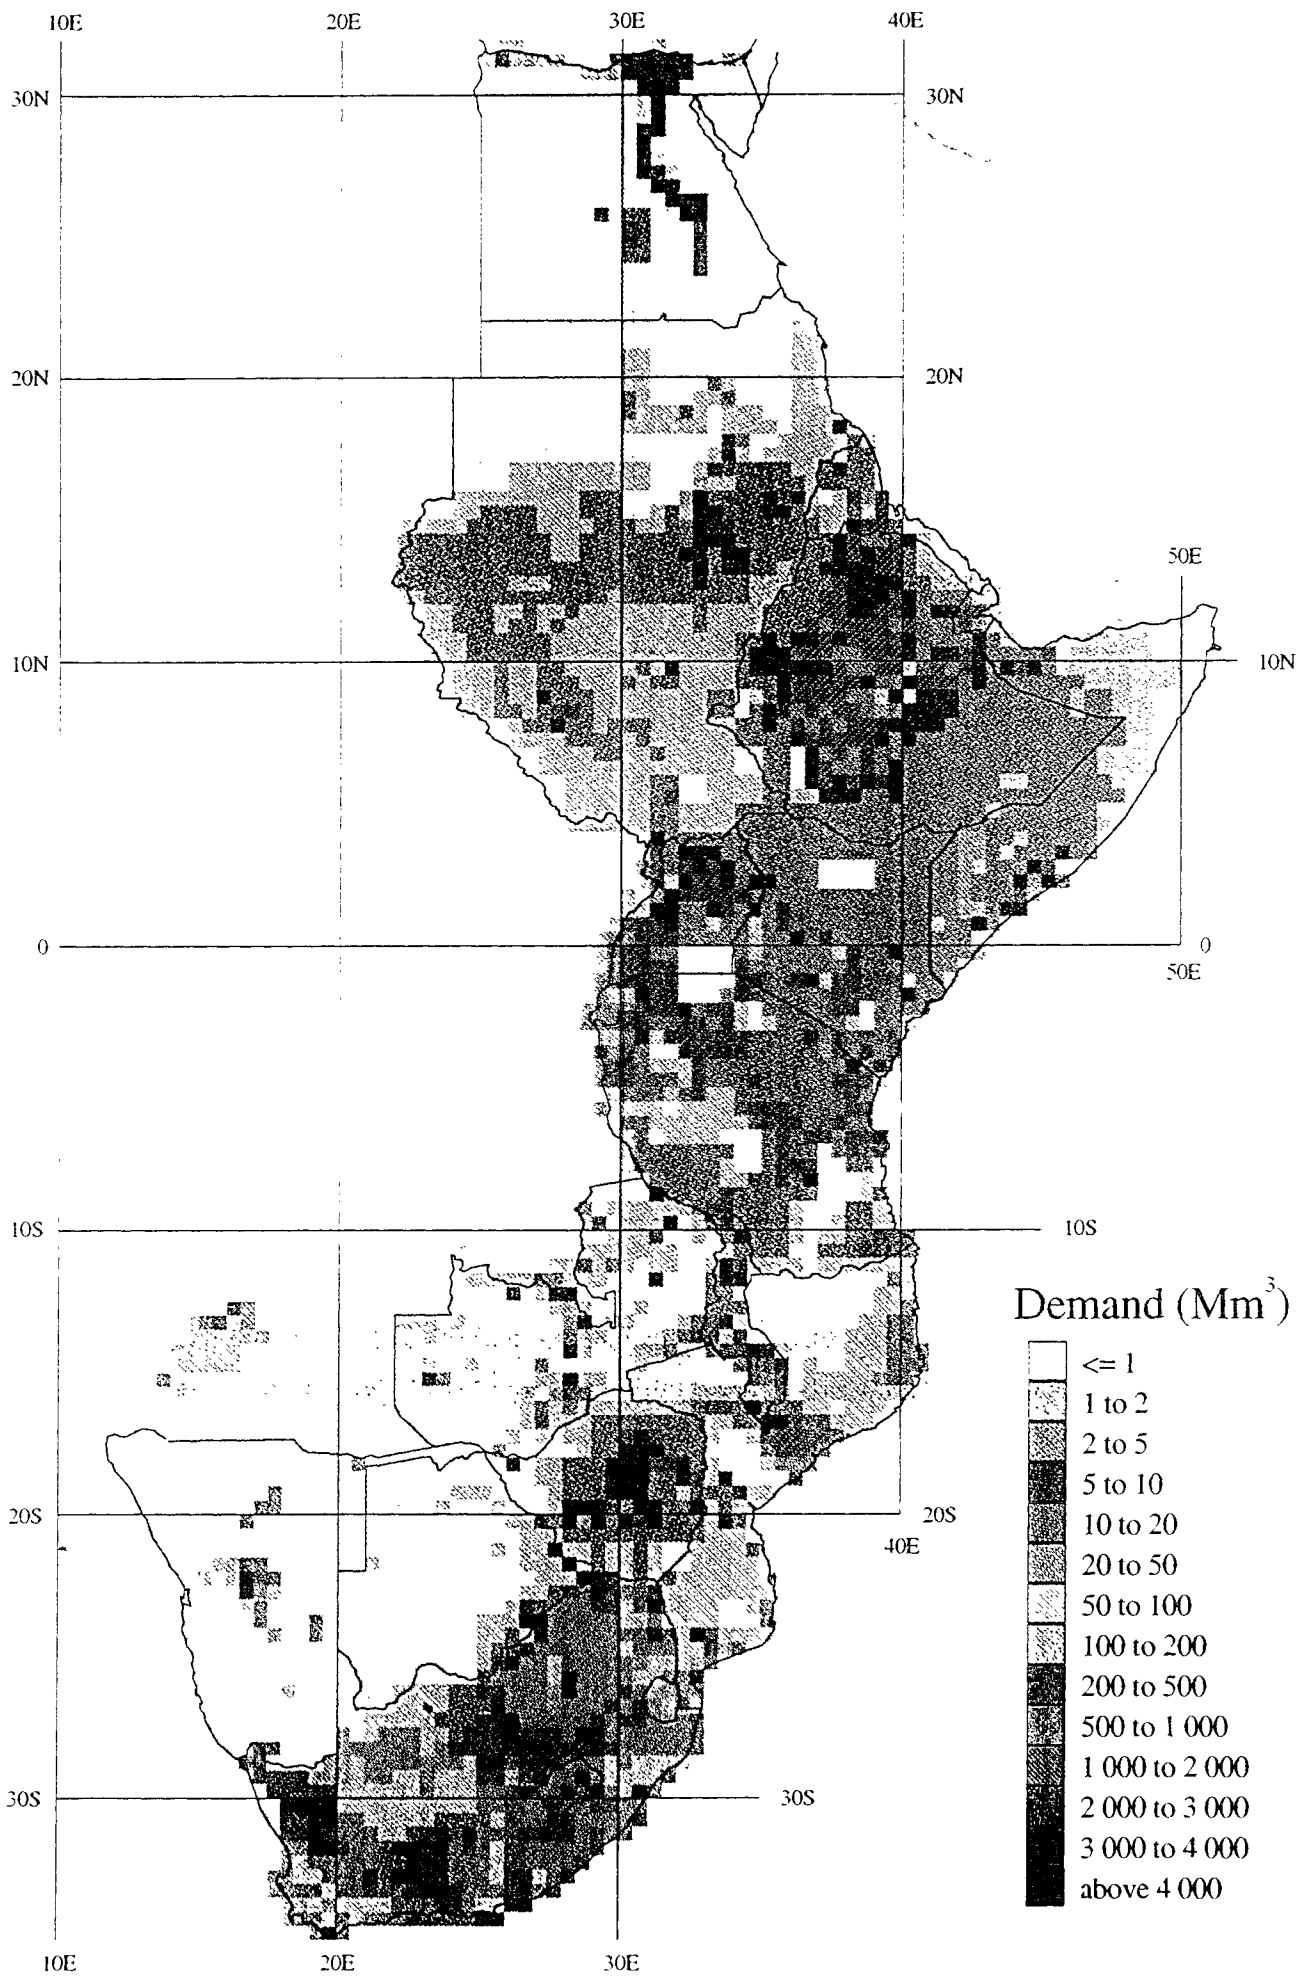 10E 20E 30E 40E
30N 30N
20N 20N
50E
10N 10N
0 0
50E
10S 10S
Demand (Mm³)
<= 1
1 to 2
2 to 5
5 to 10
10 to 20
20 to 50
50 to 100
100 to 200
200 to 500
500 to 1 000
1 000 to 2 000
2 000 to 3 000
3 000 to 4 000
above 4 000
20S 20S
40E
30S 30S
10E 20E 30E